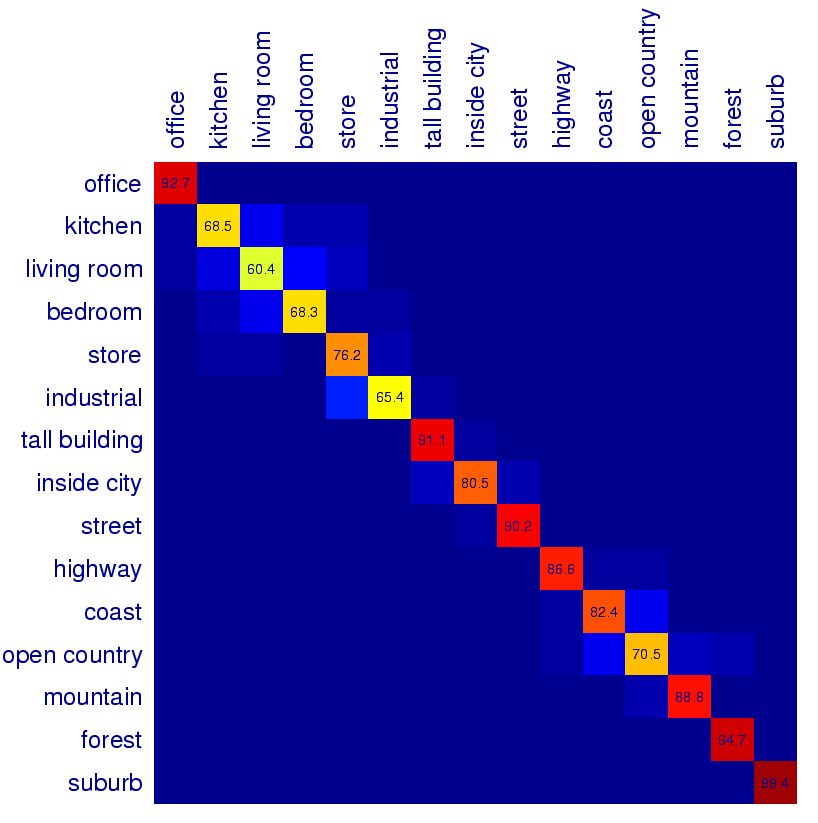 office
kitchen
living room
bedroom
store
industrial
tall building
inside city
street
highway
coast
open country
mountain
forest
suburb
office 92.7
kitchen 68.5
living room 60.4
bedroom 68.3
store 76.2
industrial 65.4
tall building 91.1
inside city 80.5
street 90.2
highway 86.6
coast 82.4
open country 70.5
mountain 88.8
forest 94.7
suburb 99.4